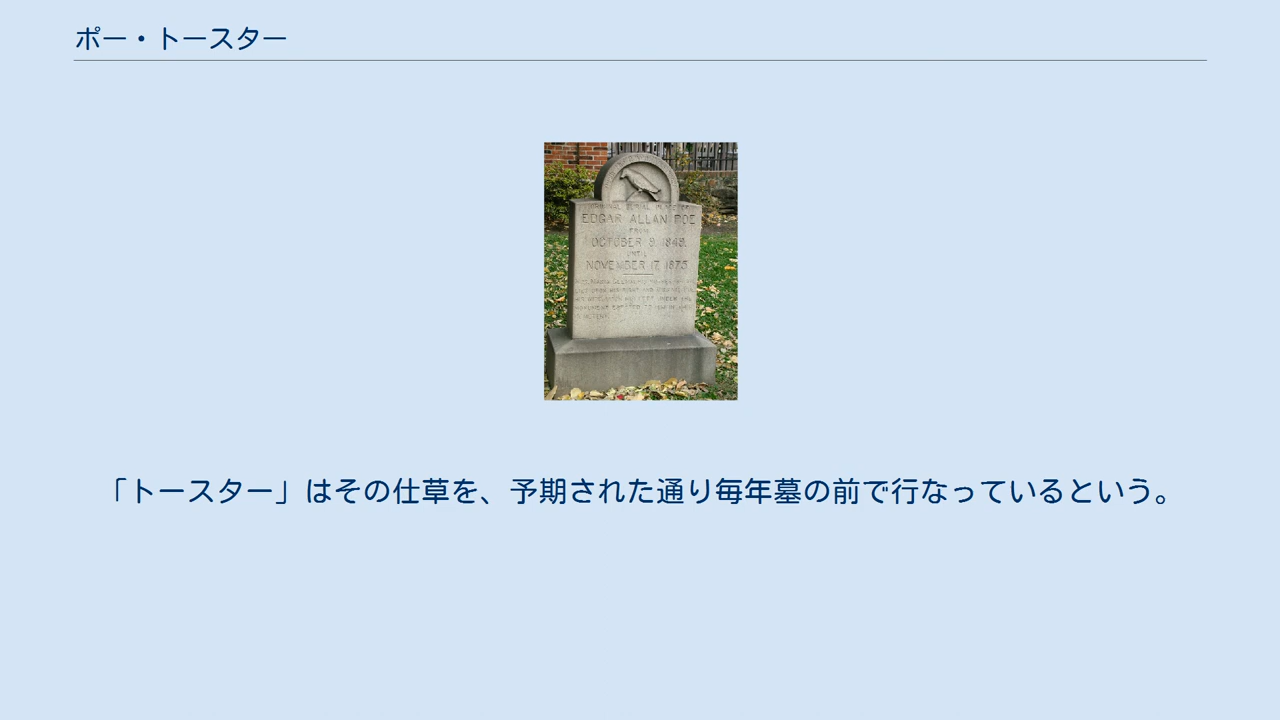 ポー・トースター
EDGAR ALLAN POE
FROM
OCTOBER 9, 1849,
UNTIL
NOVEMBER 17, 1875
「トースター」はその仕草を、予期された通り毎年墓の前で行なっているという。